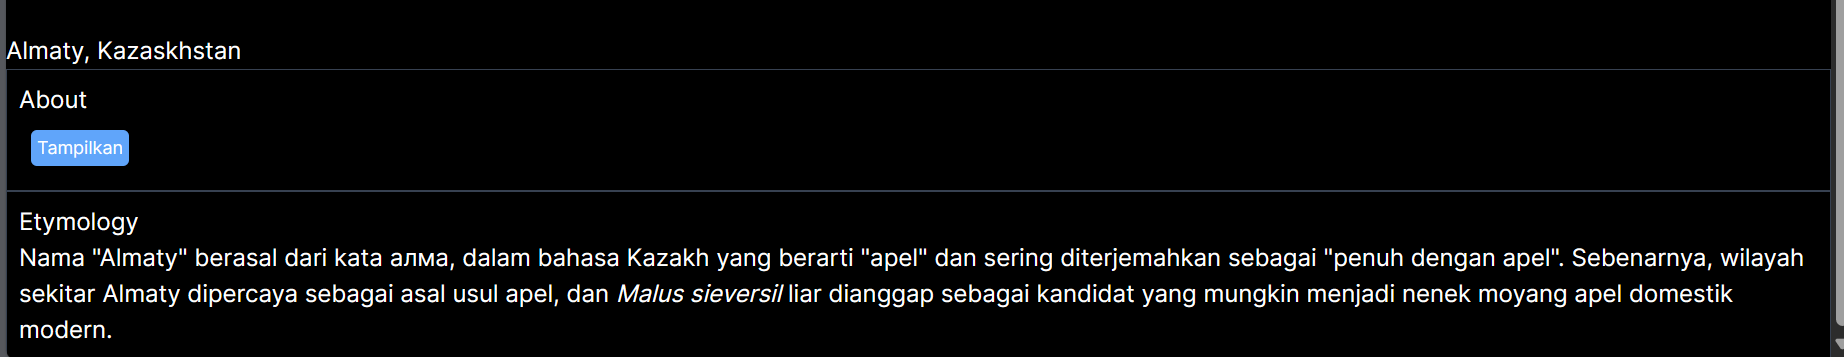 Almaty, Kazaskhstan
About
Tampilkan
Etymology
Nama "Almaty" berasal dari kata алма, dalam bahasa Kazakh yang berarti "apel" dan sering diterjemahkan sebagai "penuh dengan apel". Sebenarnya, wilayah
sekitar Almaty dipercaya sebagai asal usul apel, dan Malus sieversil liar dianggap sebagai kandidat yang mungkin menjadi nenek moyang apel domestik
modern.